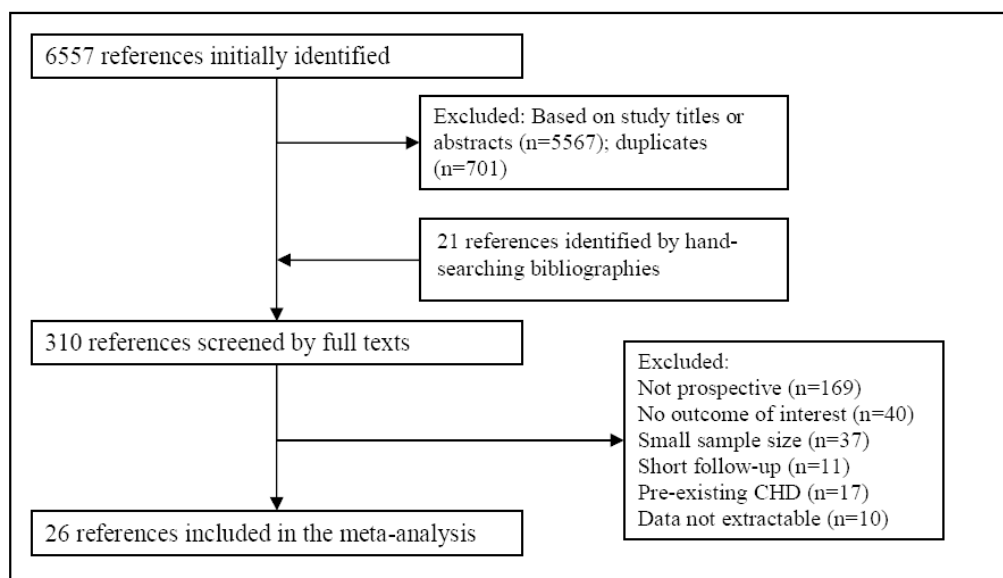 6557 references initially identified
Excluded: Based on study titles or
abstracts (n=5567); duplicates
(n=701)
21 references identified by hand-
searching bibliographies
310 references screened by full texts
Excluded:
Not prospective (n=169)
No outcome of interest (n=40)
Small sample size (n=37)
Short follow-up (n=11)
Pre-existing CHD (n=17)
Data not extractable (n=10)
26 references included in the meta-analysis